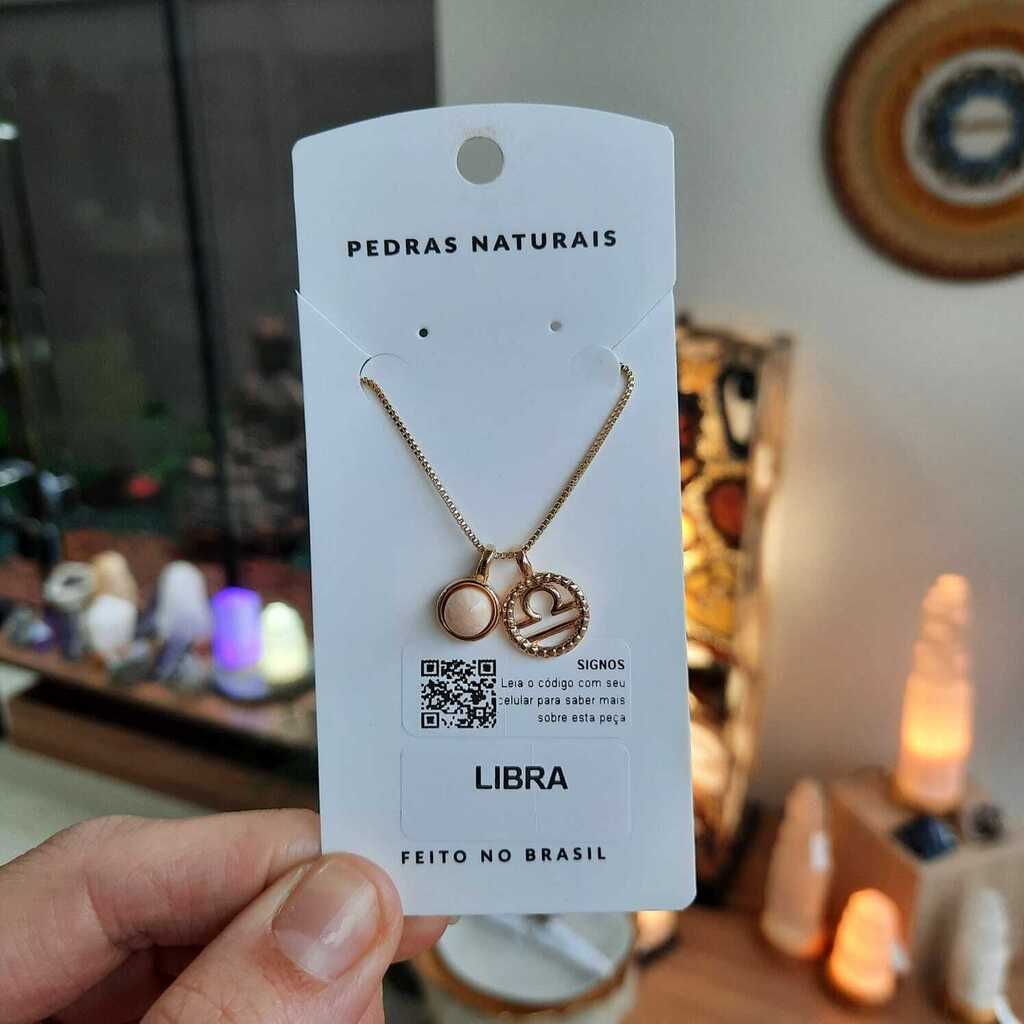 PEDRAS NATURAIS
SIGNOS
Leia o código com seu
celular para saber mais
sobre esta peça
LIBRA
FEITO NO BRASIL